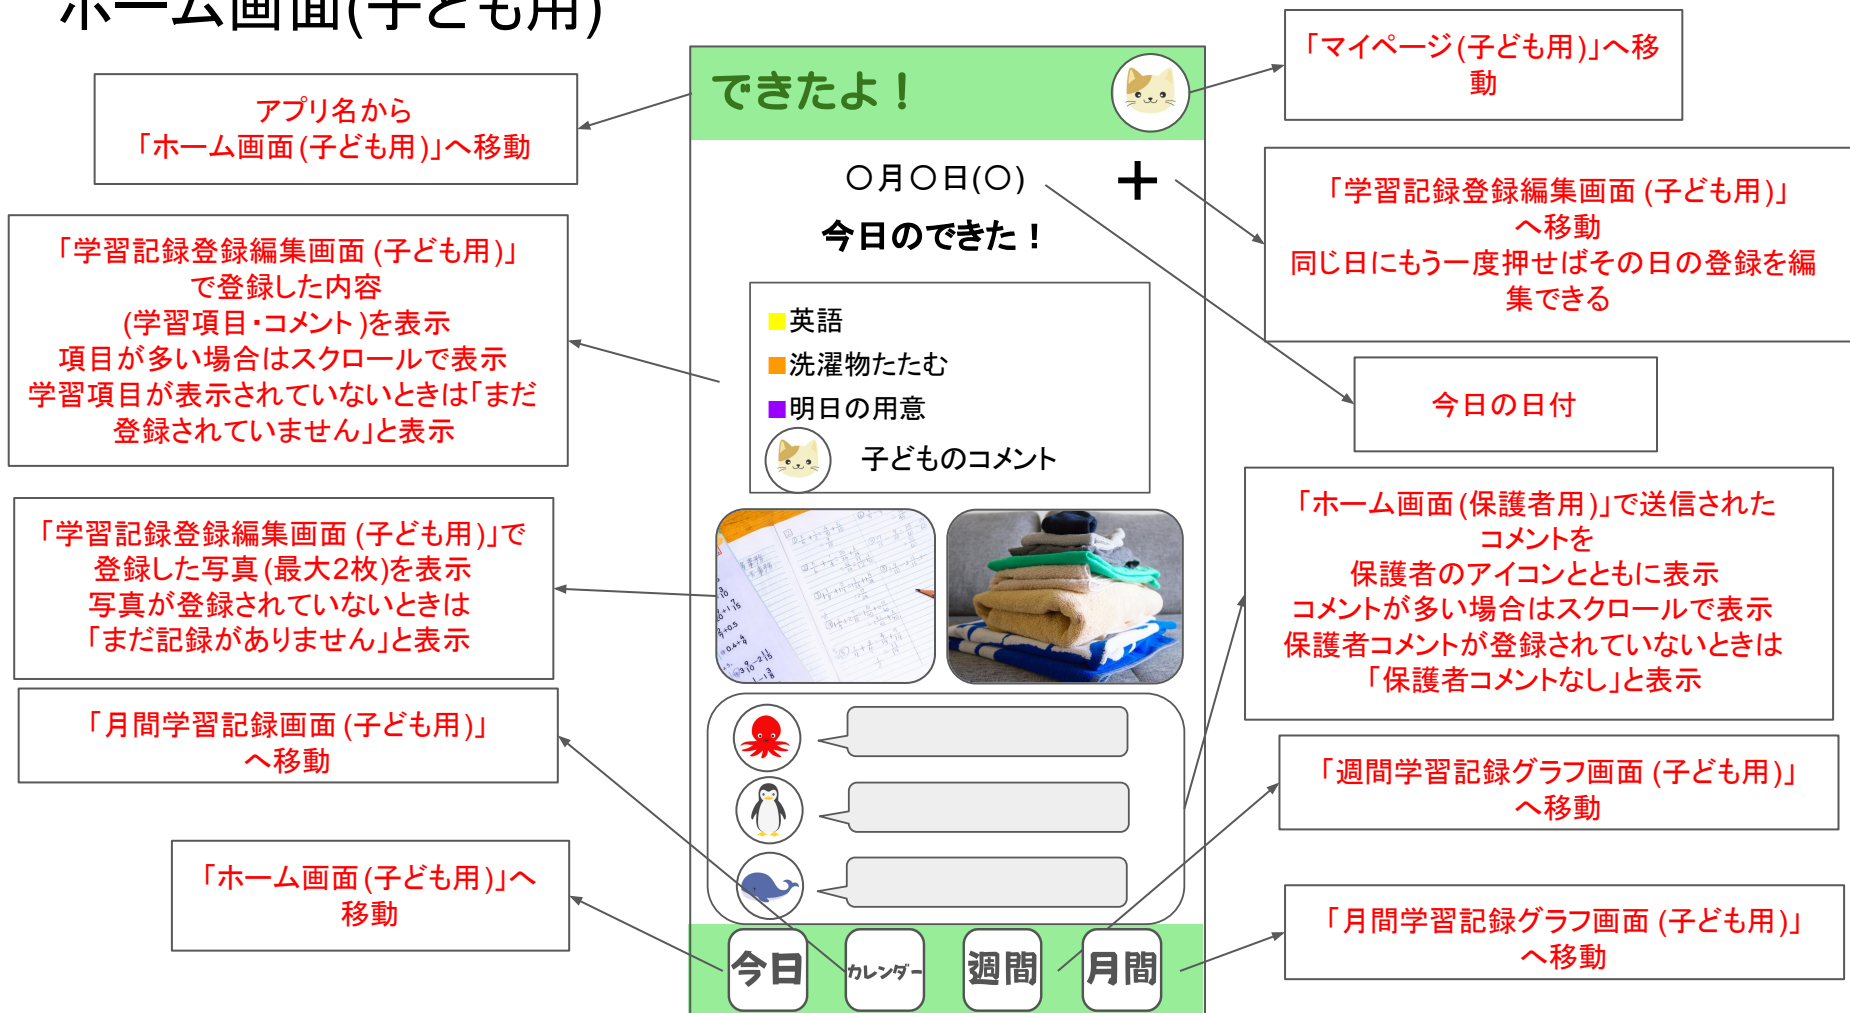 ホーム画面(子ども用)
アプリ名から
「ホーム画面(子ども用)」へ移動
「学習記録登録編集画面(子ども用)」
で登録した内容
(学習項目・コメント)を表示
項目が多い場合はスクロールで表示
学習項目が表示されていないときは「まだ
登録されていません」と表示
「学習記録登録編集画面(子ども用)」で
登録した写真(最大2枚)を表示
写真が登録されていないときは
「まだ記録がありません」と表示
「月間学習記録画面(子ども用)」
へ移動
「ホーム画面(子ども用)」へ
移動
できたよ！
〇月〇日(〇)
+
今日のできた！
英語
洗濯物たたむ
明日の用意
子どものコメント
今日
カレンダー
週間
月間
「マイページ(子ども用)」へ移
動
「学習記録登録編集画面(子ども用)」
へ移動
同じ日にもう一度押せばその日の登録を編
集できる
今日の日付
「ホーム画面(保護者用)」で送信された
コメントを
保護者のアイコンとともに表示
コメントが多い場合はスクロールで表示
保護者コメントが登録されていないときは
「保護者コメントなし」と表示
「週間学習記録グラフ画面(子ども用)」
へ移動
「月間学習記録グラフ画面(子ども用)」
へ移動